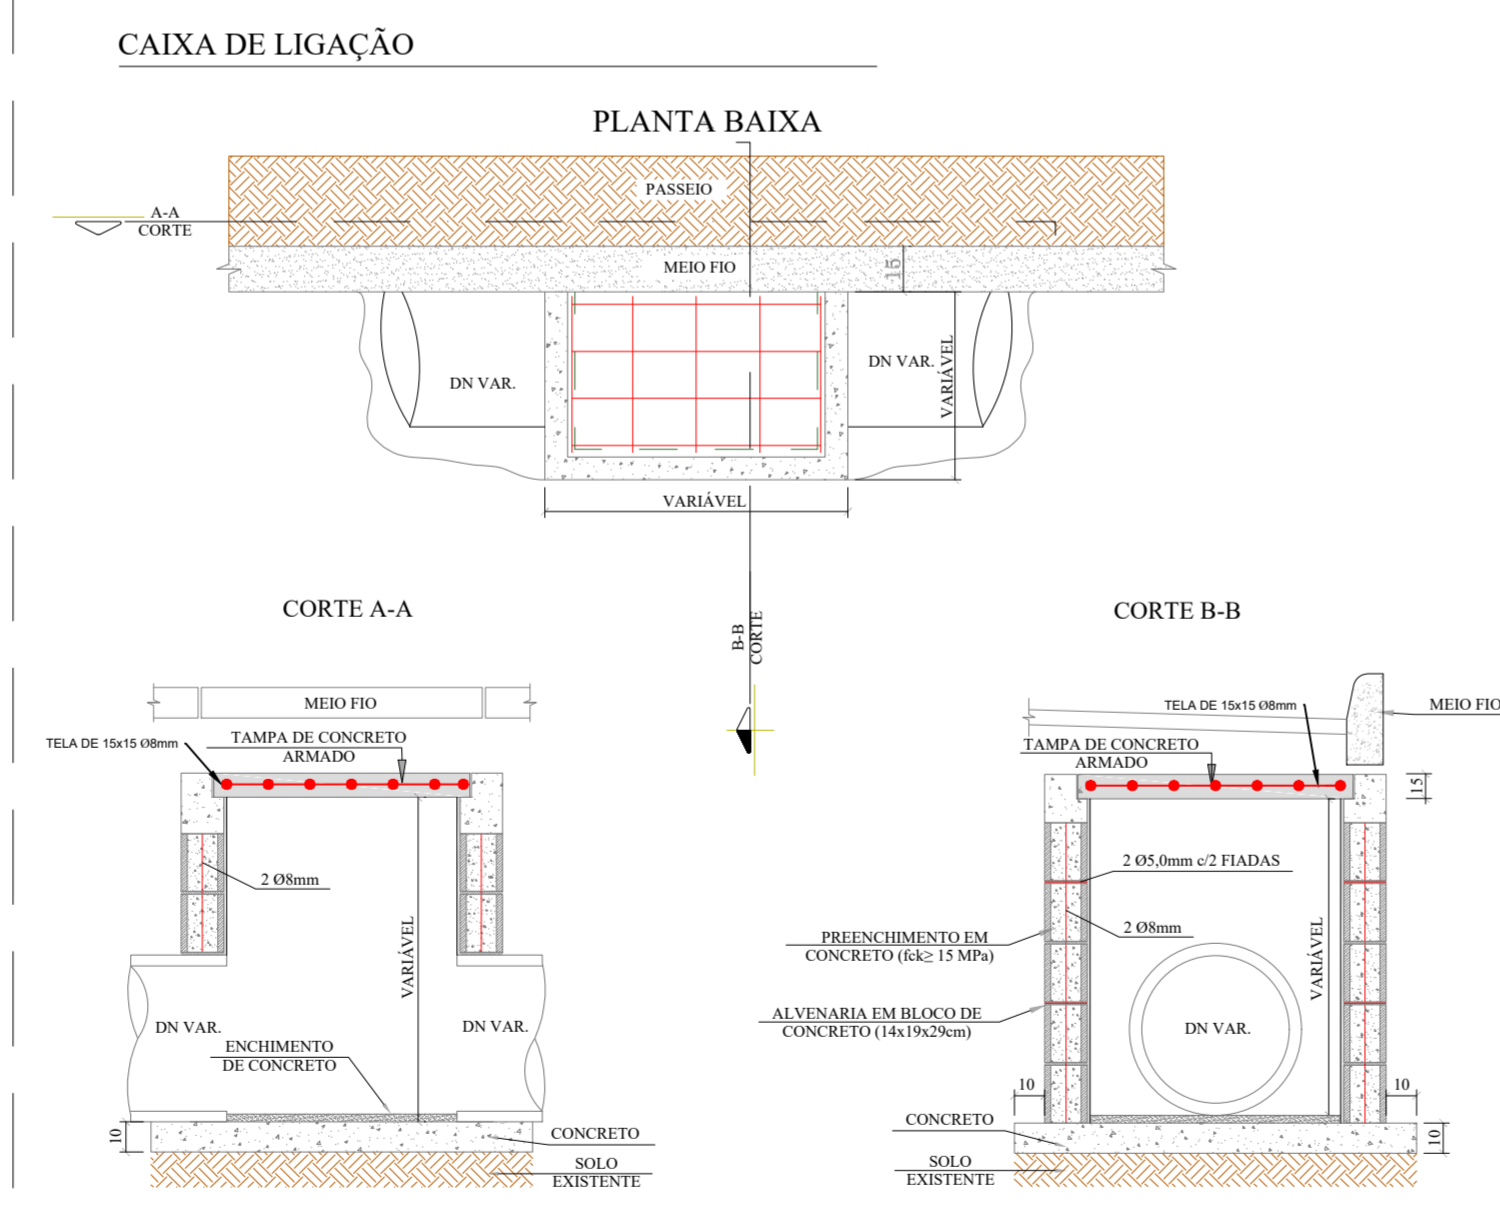 CAIXA DE LIGAÇÃO
PLANTA BAIXA
PASSEIO
A-A
CORTE
MEIO FIO
15
DN VAR.
DN VAR.
VARIÁVEL
VARIÁVEL
B-B
CORTE
CORTE A-A
MEIO FIO
TELA DE 15x15 Ø8mm
TAMPA DE CONCRETO
ARMADO
2 Ø8mm
VARIÁVEL
DN VAR.
DN VAR.
ENCHIMENTO
DE CONCRETO
10
CONCRETO
SOLO
EXISTENTE
CORTE B-B
TELA DE 15x15 Ø8mm
MEIO FIO
TAMPA DE CONCRETO
ARMADO
15
2 Ø5,0mm c/2 FIADAS
2 Ø8mm
PREENCHIMENTO EM
CONCRETO (fck≥ 15 MPa)
VARIÁVEL
ALVENARIA EM BLOCO DE
CONCRETO (14x19x29cm)
DN VAR.
10
10
CONCRETO
10
SOLO
EXISTENTE